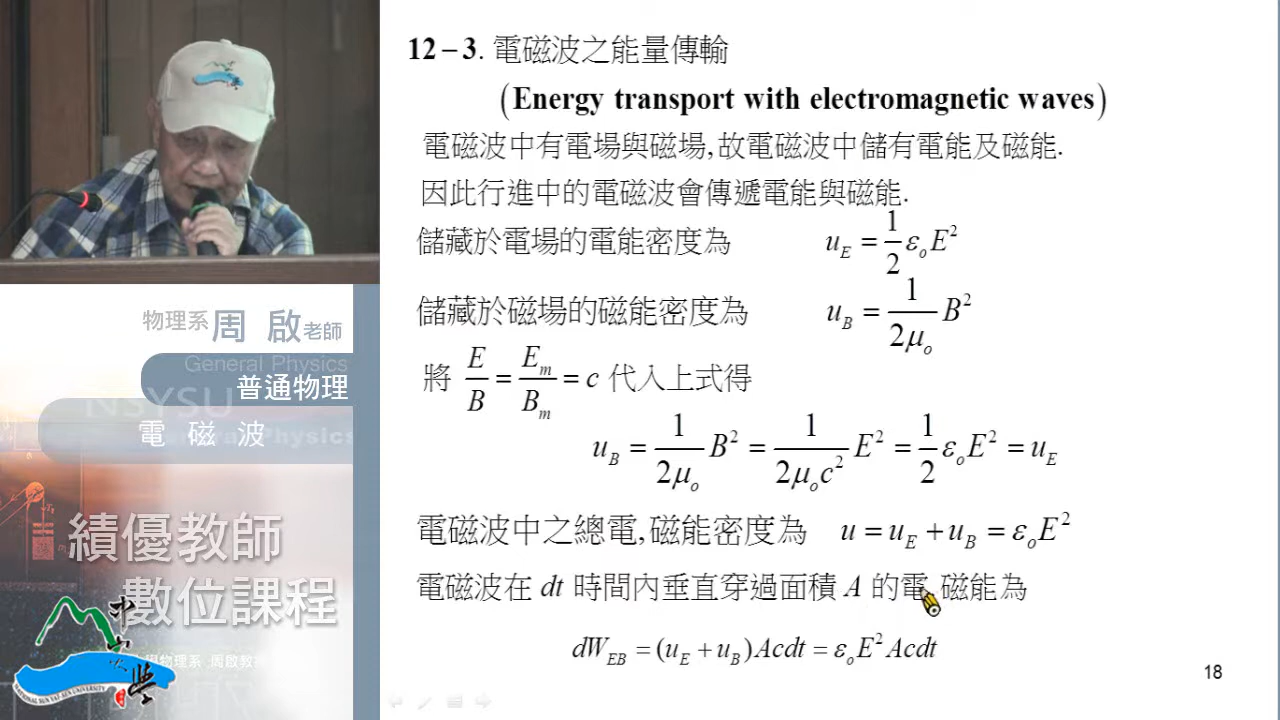 12－3. 電磁波之能量傳輸
(Energy transport with electromagnetic waves)
電磁波中有電場與磁場,故電磁波中儲有電能及磁能.
因此行進中的電磁波會傳遞電能與磁能.
儲藏於電場的電能密度為 u_E = 1/2 ε_o E^2
儲藏於磁場的磁能密度為 u_B = 1/(2μ_o) B^2
將 E/B = E_m/B_m = c 代入上式得
u_B = 1/(2μ_o) B^2 = 1/(2μ_o c^2) E^2 = 1/2 ε_o E^2 = u_E
電磁波中之總電,磁能密度為 u = u_E + u_B = ε_o E^2
電磁波在 dt 時間內垂直穿過面積 A 的電 磁能為
dW_EB = (u_E + u_B)Acdt = ε_o E^2 Acdt
18
物理系 周 啟老師
General Physics
普通物理
NSYSU
電 磁 波
績優教師
數位課程